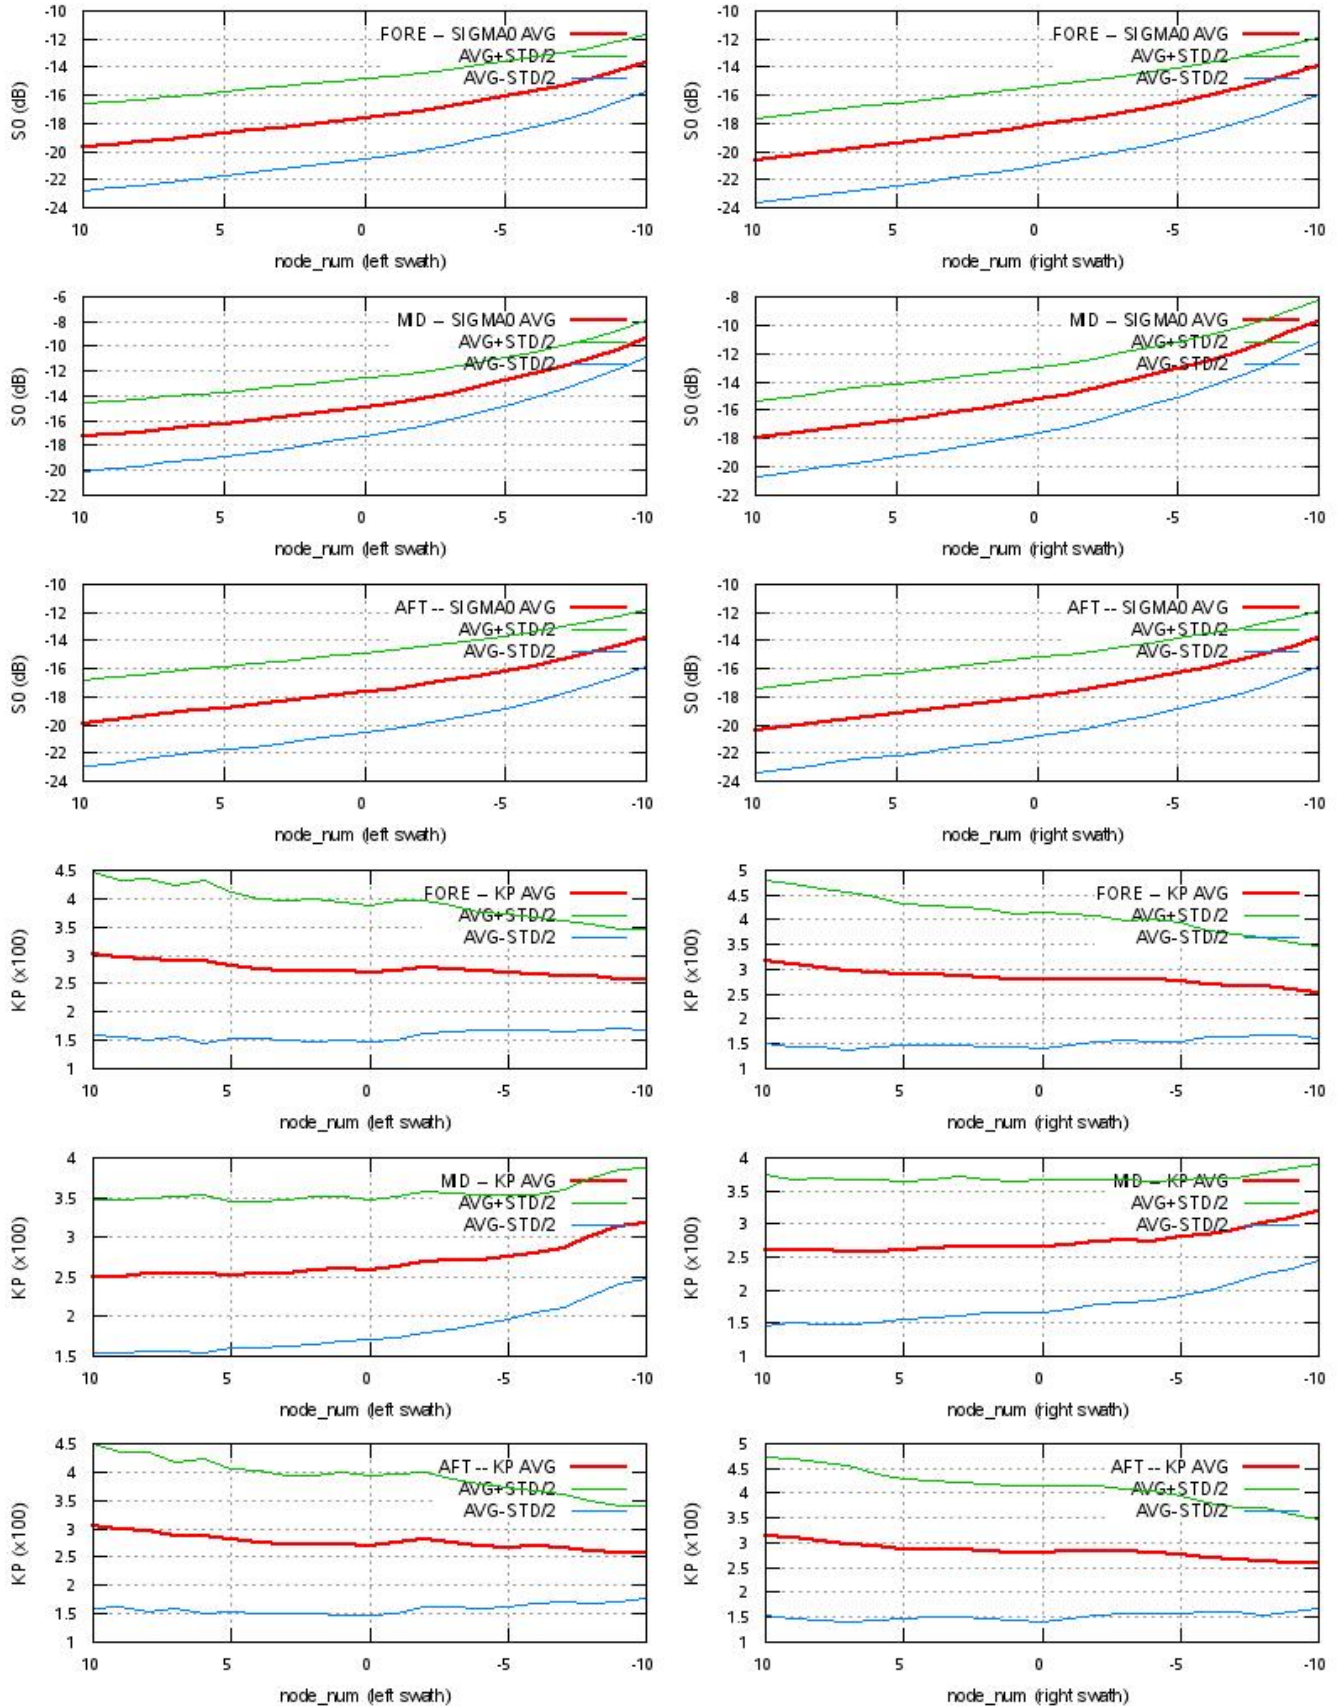 -10
-12
-14
-16
-18
-20
-22
-24
S0 (dB)
FORE – SIGMA0 AVG
AVG+STD/2
AVG-STD/2
10 5 0 -5 -10
node_num (left swath)
-10
-12
-14
-16
-18
-20
-22
-24
S0 (dB)
FORE – SIGMA0 AVG
AVG+STD/2
AVG-STD/2
10 5 0 -5 -10
node_num (right swath)
-6
-8
-10
-12
-14
-16
-18
-20
-22
S0 (dB)
MID – SIGMA0 AVG
AVG+STD/2
AVG-STD/2
10 5 0 -5 -10
node_num (left swath)
-8
-10
-12
-14
-16
-18
-20
-22
S0 (dB)
MID – SIGMA0 AVG
AVG+STD/2
AVG-STD/2
10 5 0 -5 -10
node_num (right swath)
-10
-12
-14
-16
-18
-20
-22
-24
S0 (dB)
AFT -- SIGMA0 AVG
AVG+STD/2
AVG-STD/2
10 5 0 -5 -10
node_num (left swath)
-10
-12
-14
-16
-18
-20
-22
-24
S0 (dB)
AFT -- SIGMA0 AVG
AVG+STD/2
AVG-STD/2
10 5 0 -5 -10
node_num (right swath)
4.5
4
3.5
3
2.5
2
1.5
1
KP (x100)
FORE – KP AVG
AVG+STD/2
AVG-STD/2
10 5 0 -5 -10
node_num (left swath)
5
4.5
4
3.5
3
2.5
2
1.5
1
KP (x100)
FORE – KP AVG
AVG+STD/2
AVG-STD/2
10 5 0 -5 -10
node_num (right swath)
4
3.5
3
2.5
2
1.5
KP (x100)
MID – KP AVG
AVG+STD/2
AVG-STD/2
10 5 0 -5 -10
node_num (left swath)
4
3.5
3
2.5
2
1.5
1
KP (x100)
MID – KP AVG
AVG+STD/2
AVG-STD/2
10 5 0 -5 -10
node_num (right swath)
4.5
4
3.5
3
2.5
2
1.5
1
KP (x100)
AFT -- KP AVG
AVG+STD/2
AVG-STD/2
10 5 0 -5 -10
node_num (left swath)
5
4.5
4
3.5
3
2.5
2
1.5
1
KP (x100)
AFT -- KP AVG
AVG+STD/2
AVG-STD/2
10 5 0 -5 -10
node_num (right swath)